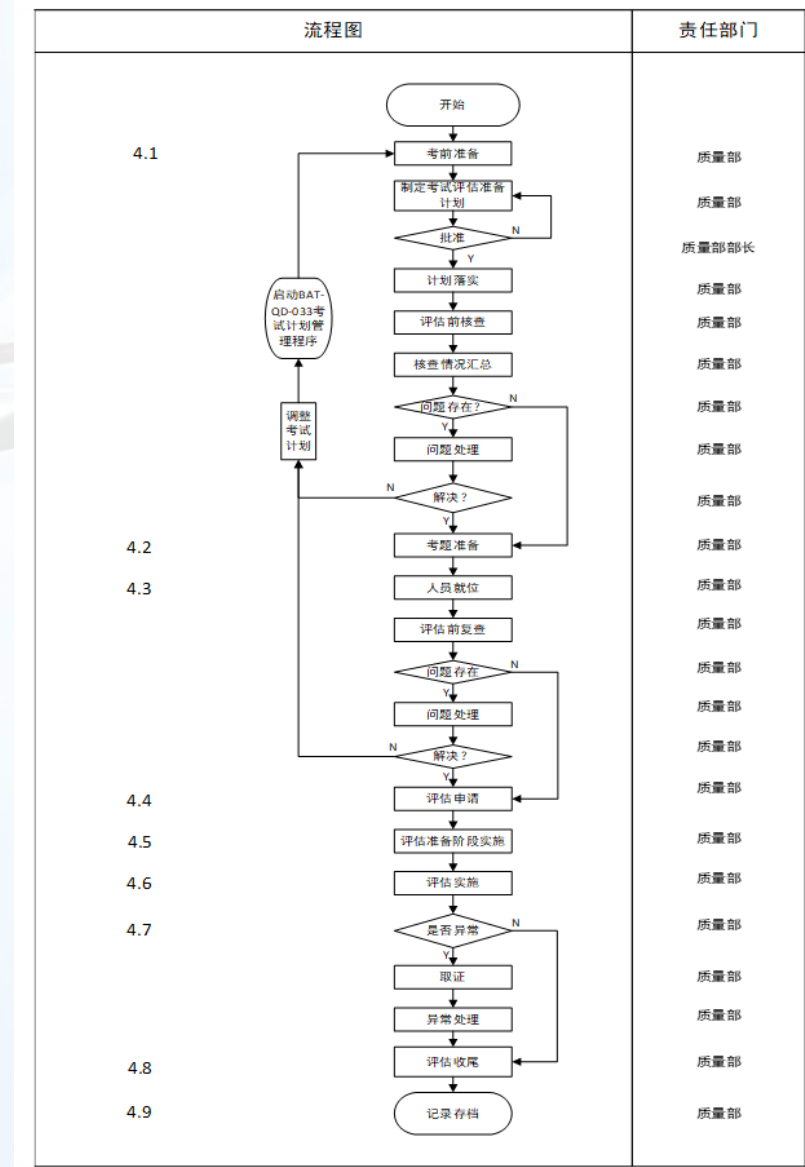 流程图
责任部门
开始
4.1
考前准备
质量部
制定考试评估准备
计划
质量部
批准
N
质量部部长
Y
计划落实
质量部
启动BAT-
QD-033考
试计划管
理程序
评估前核查
质量部
核查情况汇总
质量部
问题存在?
N
质量部
Y
调整
考试
计划
问题处理
质量部
N
解决?
质量部
Y
4.2
考题准备
质量部
4.3
人员就位
质量部
评估前复查
质量部
问题存在
N
质量部
Y
问题处理
质量部
N
解决?
质量部
Y
4.4
评估申请
质量部
4.5
评估准备阶段实施
质量部
4.6
评估实施
质量部
4.7
是否异常
N
质量部
Y
取证
质量部
异常处理
质量部
4.8
评估收尾
质量部
4.9
记录存档
质量部